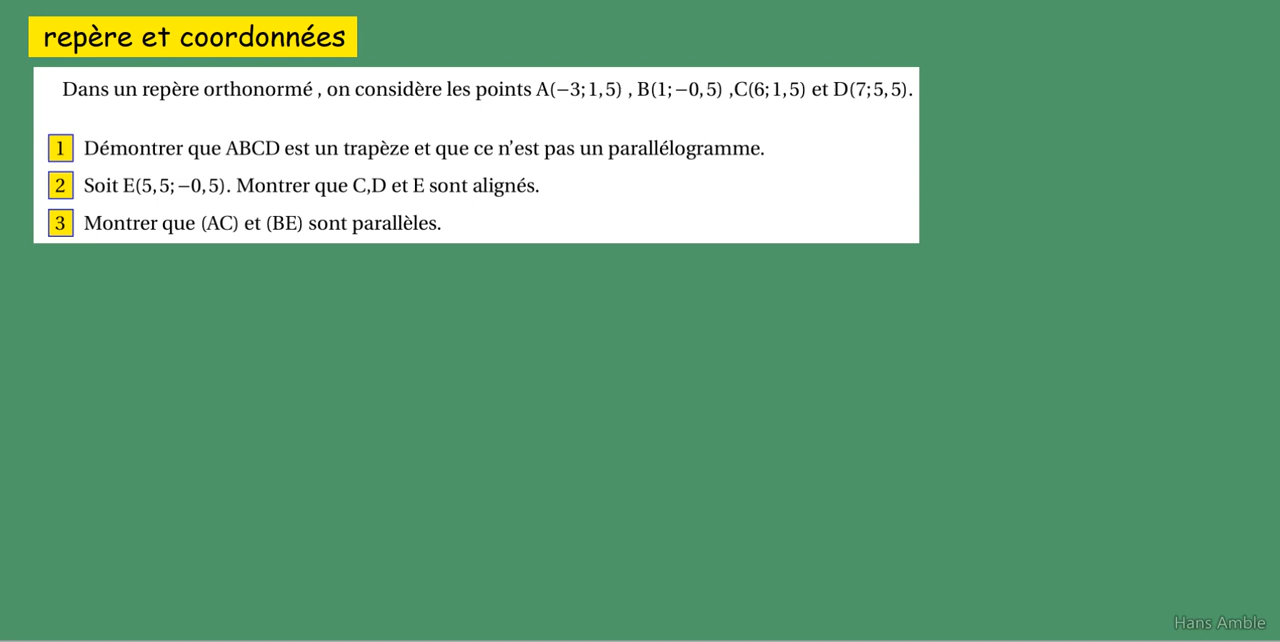 repère et coordonnées
Dans un repère orthonormé , on considère les points A(−3;1,5) , B(1;−0,5) ,C(6;1,5) et D(7;5,5).
1 Démontrer que ABCD est un trapèze et que ce n'est pas un parallélogramme.
2 Soit E(5,5;−0,5). Montrer que C,D et E sont alignés.
3 Montrer que (AC) et (BE) sont parallèles.
Hans Amble